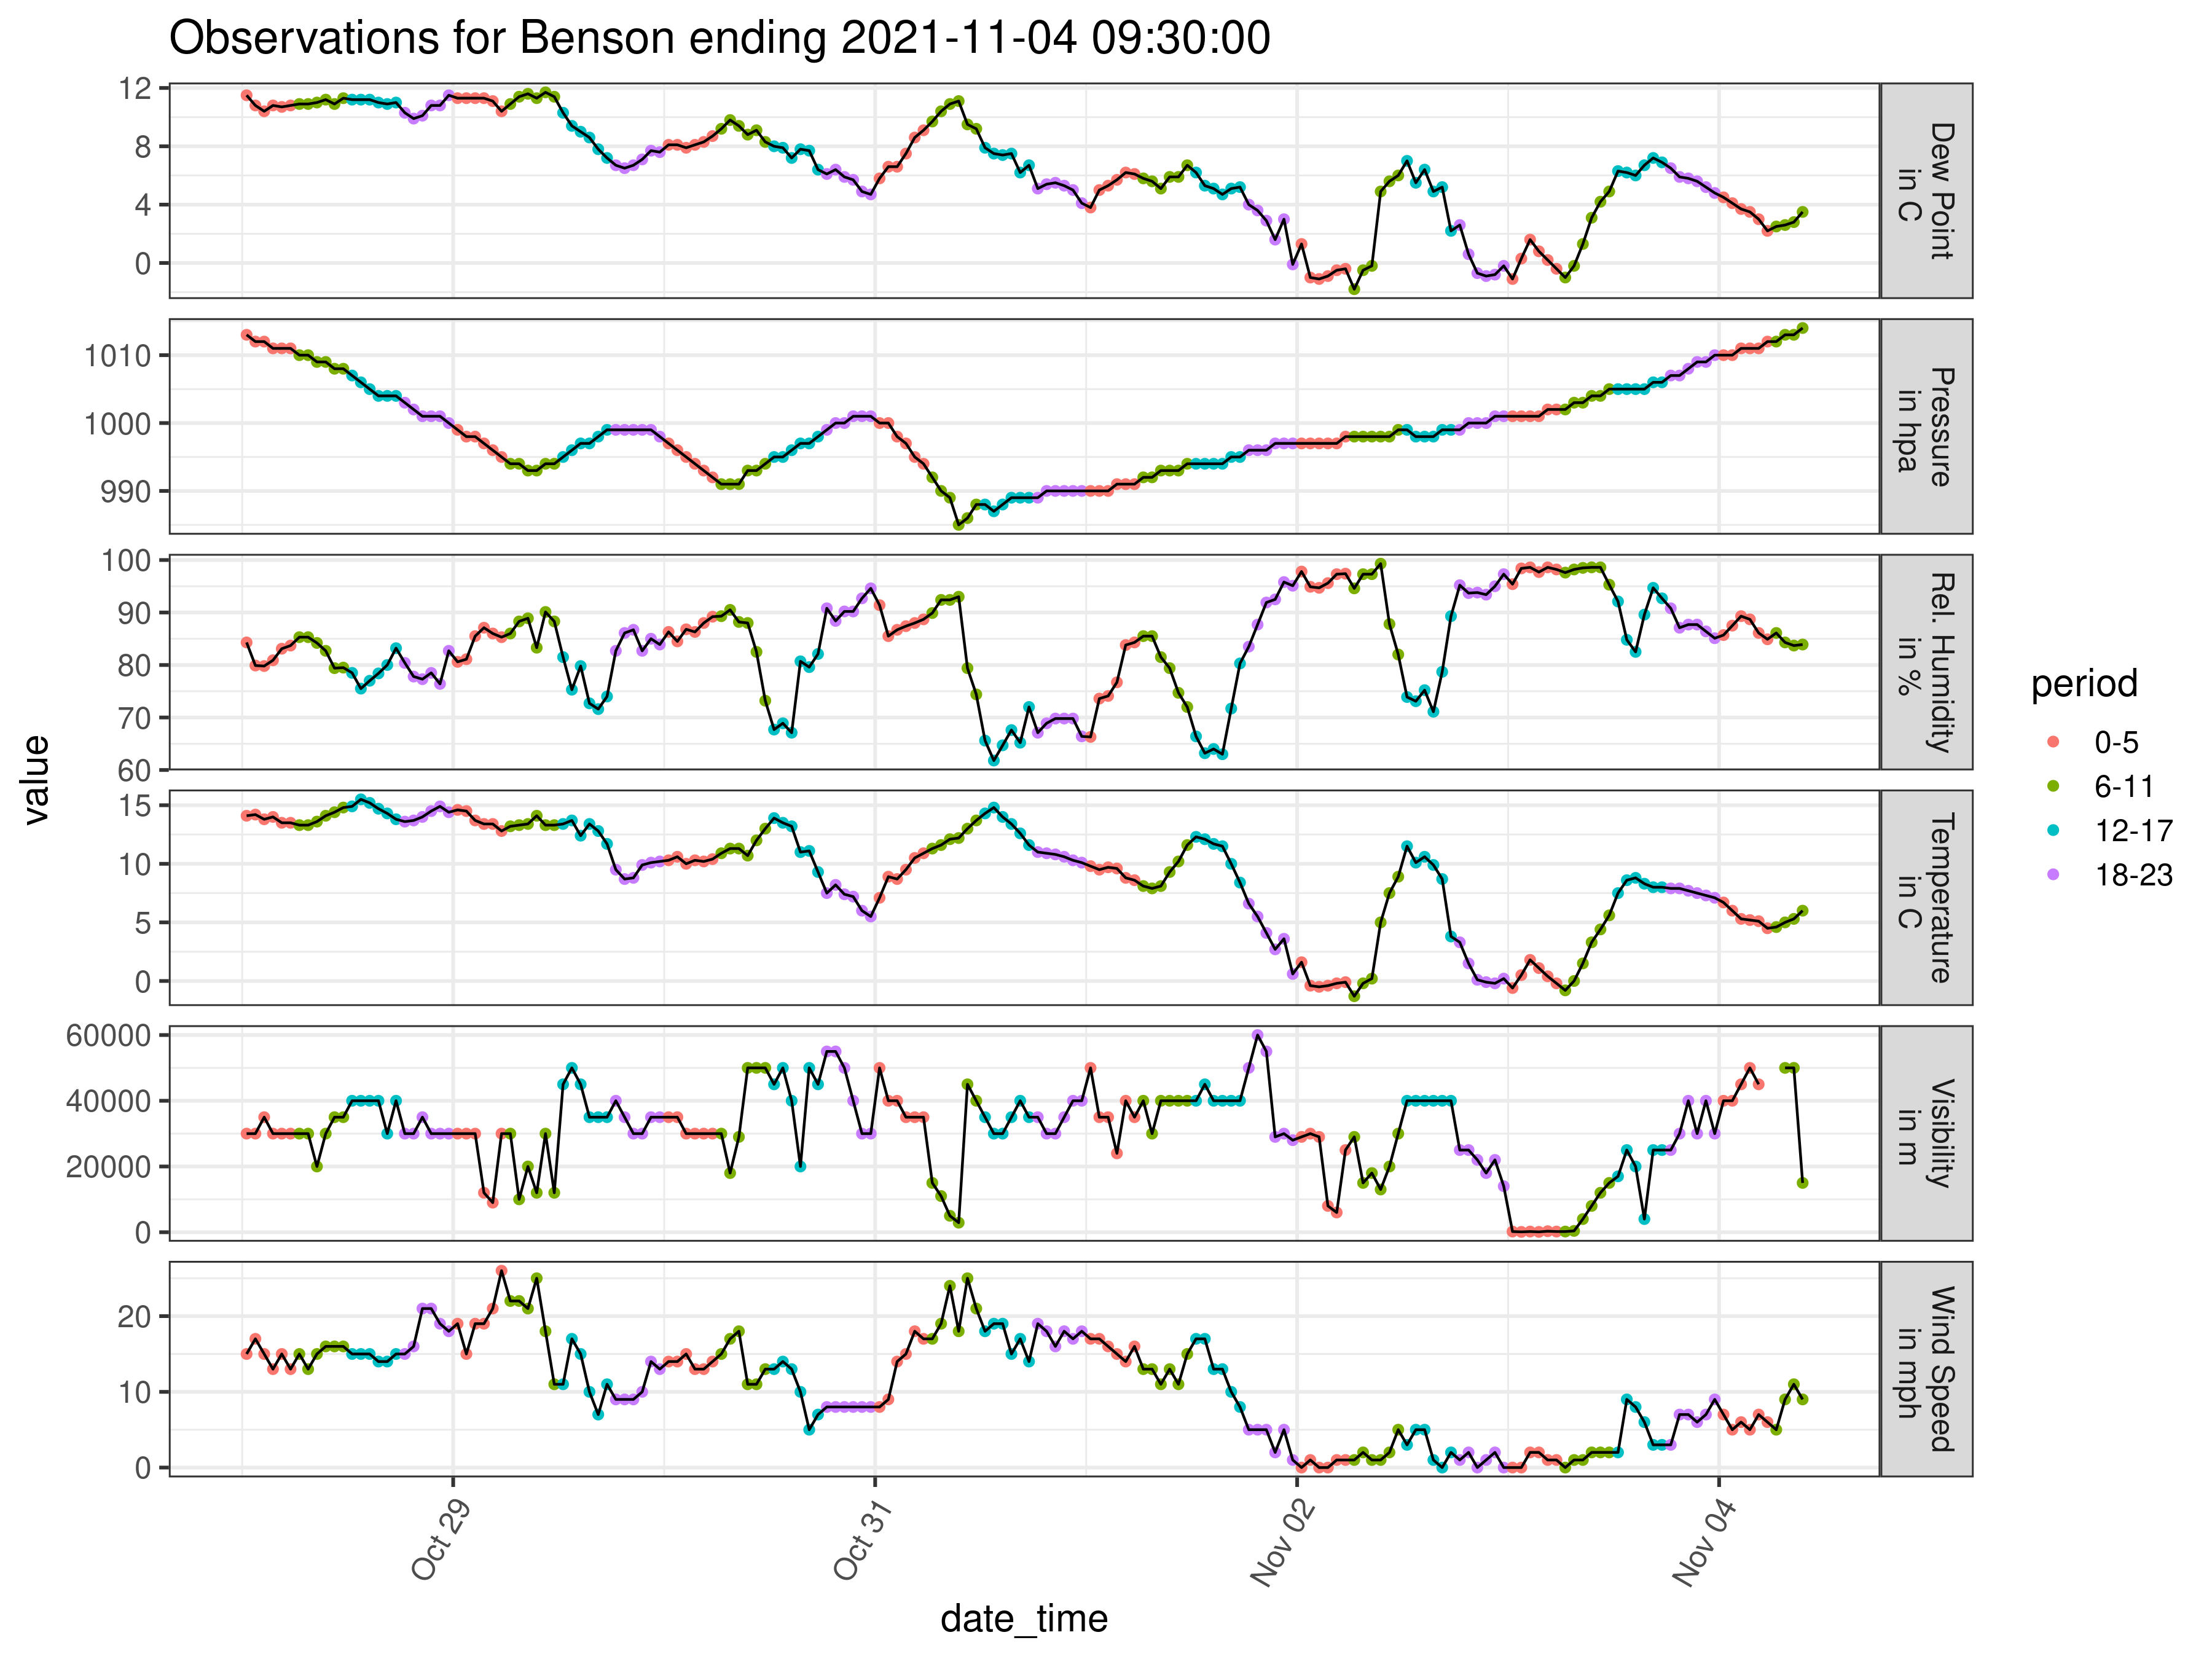 Observations for Benson ending 2021-11-04 09:30:00
value
12
8
4
0
Dew Point
in C
1010
1000
990
Pressure
in hpa
100
90
80
70
60
Rel. Humidity
in %
15
10
5
0
Temperature
in C
60000
40000
20000
0
Visibility
in m
20
10
0
Wind Speed
in mph
Oct 29
Oct 31
Nov 02
Nov 04
date_time
period
0-5
6-11
12-17
18-23